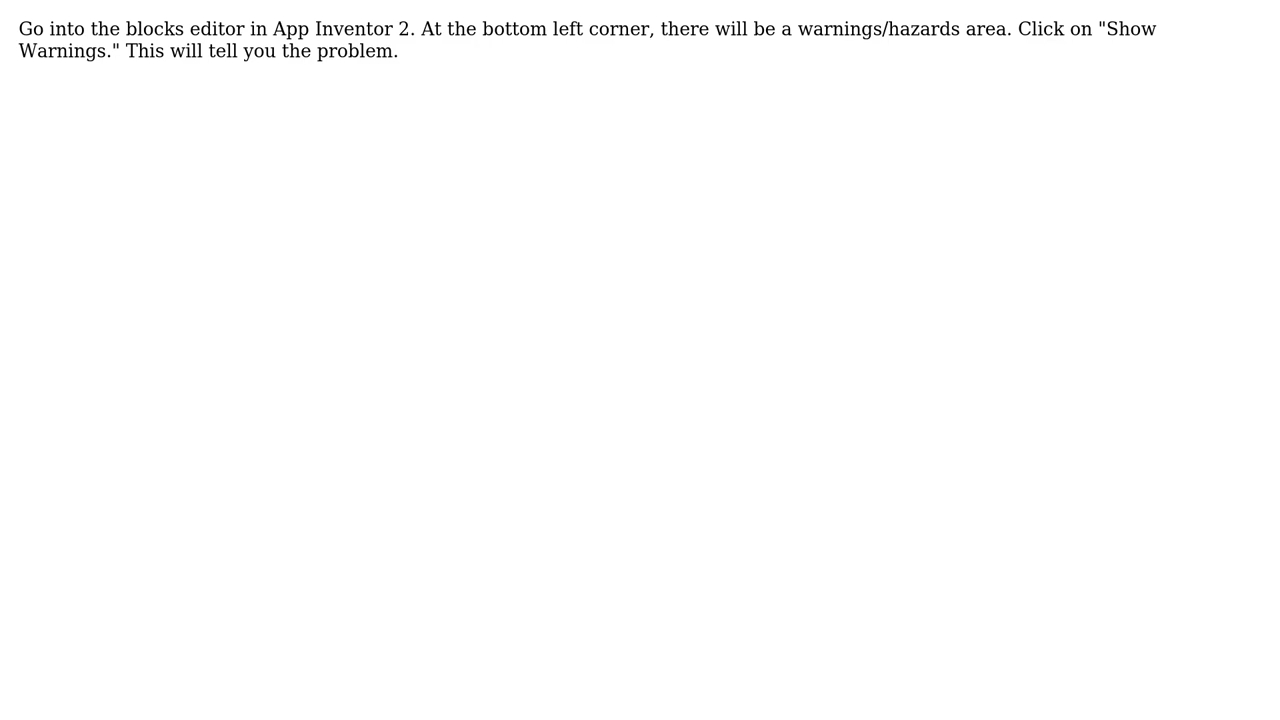 Go into the blocks editor in App Inventor 2. At the bottom left corner, there will be a warnings/hazards area. Click on "Show
Warnings." This will tell you the problem.